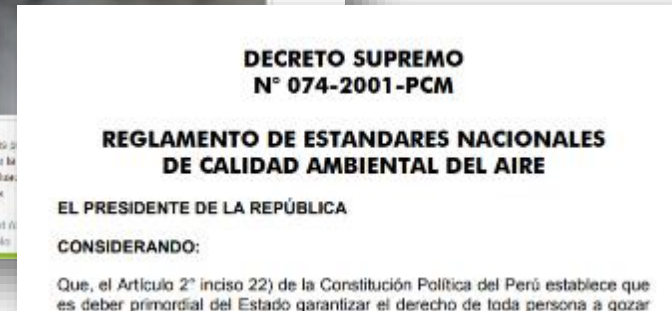 DECRETO SUPREMO
N° 074-2001-PCM
REGLAMENTO DE ESTANDARES NACIONALES
DE CALIDAD AMBIENTAL DEL AIRE
EL PRESIDENTE DE LA REPÚBLICA
CONSIDERANDO:
Que, el Artículo 2° inciso 22) de la Constitución Política del Perú establece que
es deber primordial del Estado garantizar el derecho de toda persona a gozar